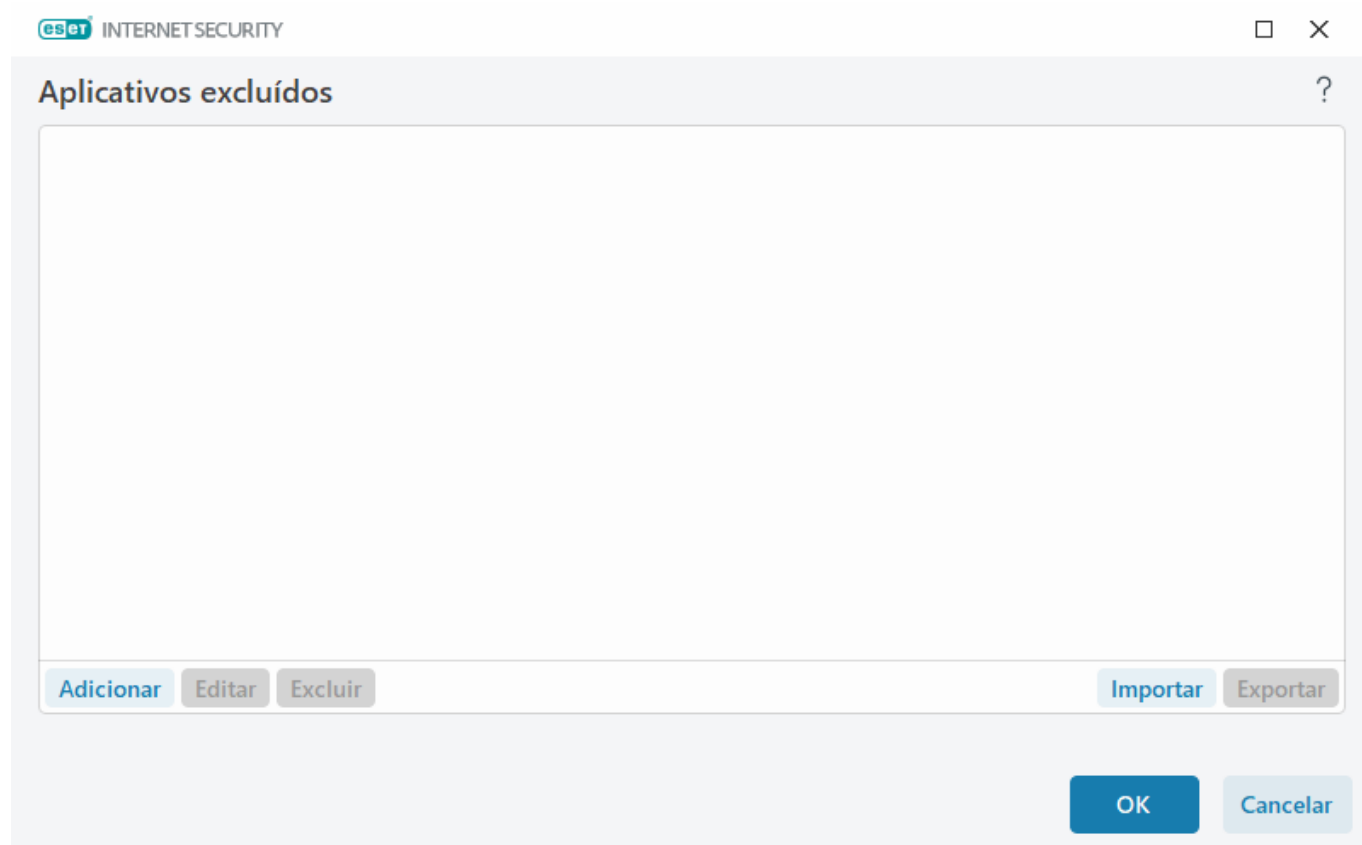 eset INTERNET SECURITY
Aplicativos excluídos
?
Adicionar Editar Excluir Importar Exportar
OK Cancelar